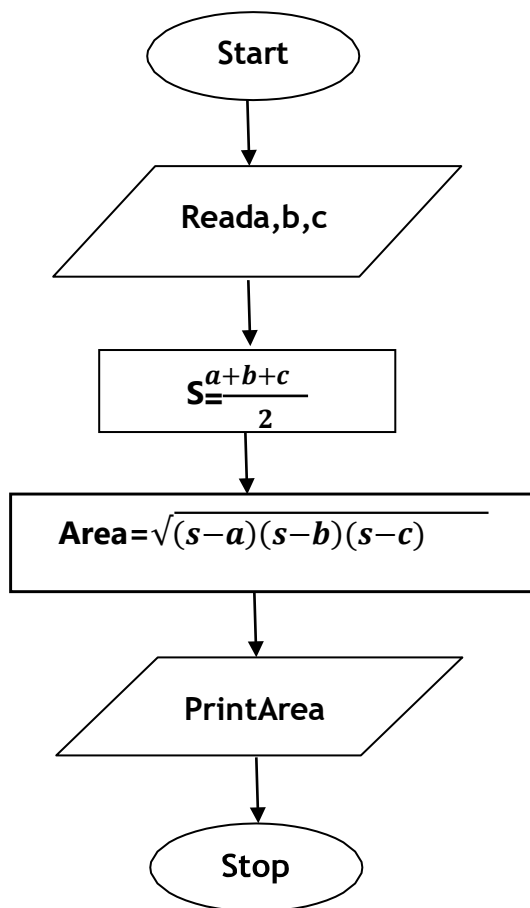 Start
Reada,b,c
S=a+b+c/2
Area=√(s−a)(s−b)(s−c)
PrintArea
Stop